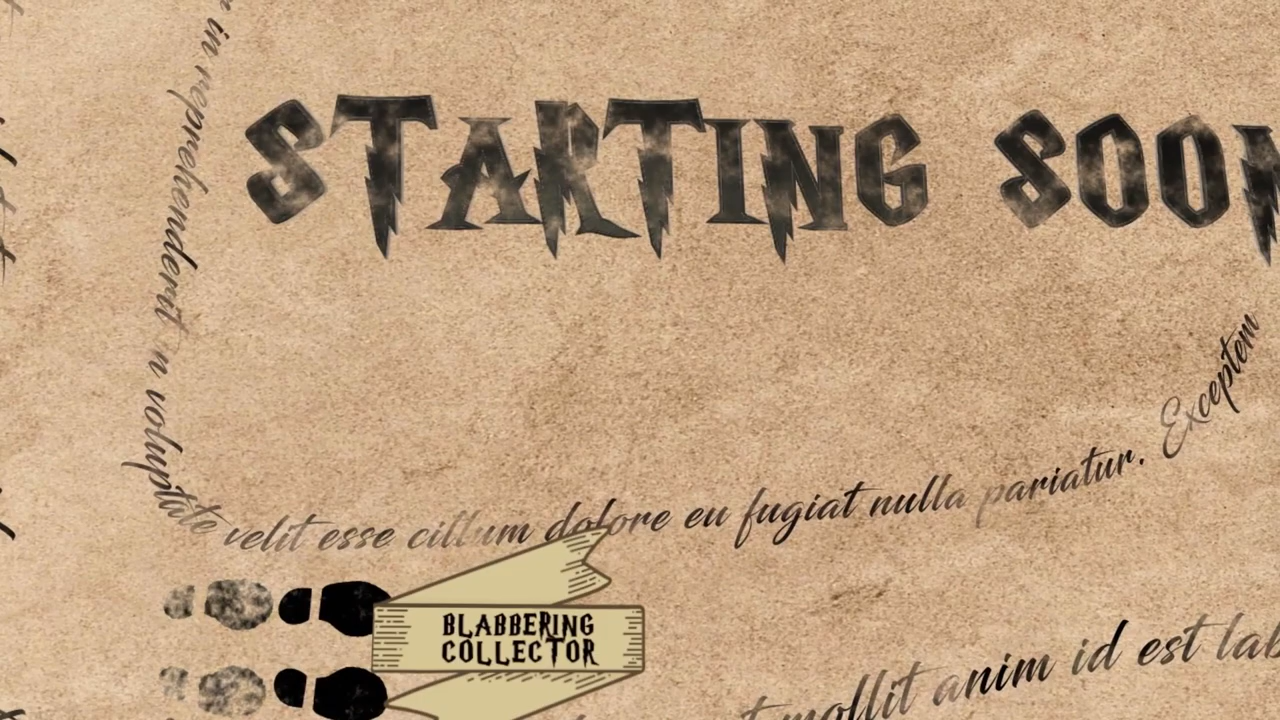 STARTING SOON
in reprehenderit in voluptate velit esse cillum dolore eu fugiat nulla pariatur. Exceptem
BLABBERING
COLLECTOR
mollit anim id est lab